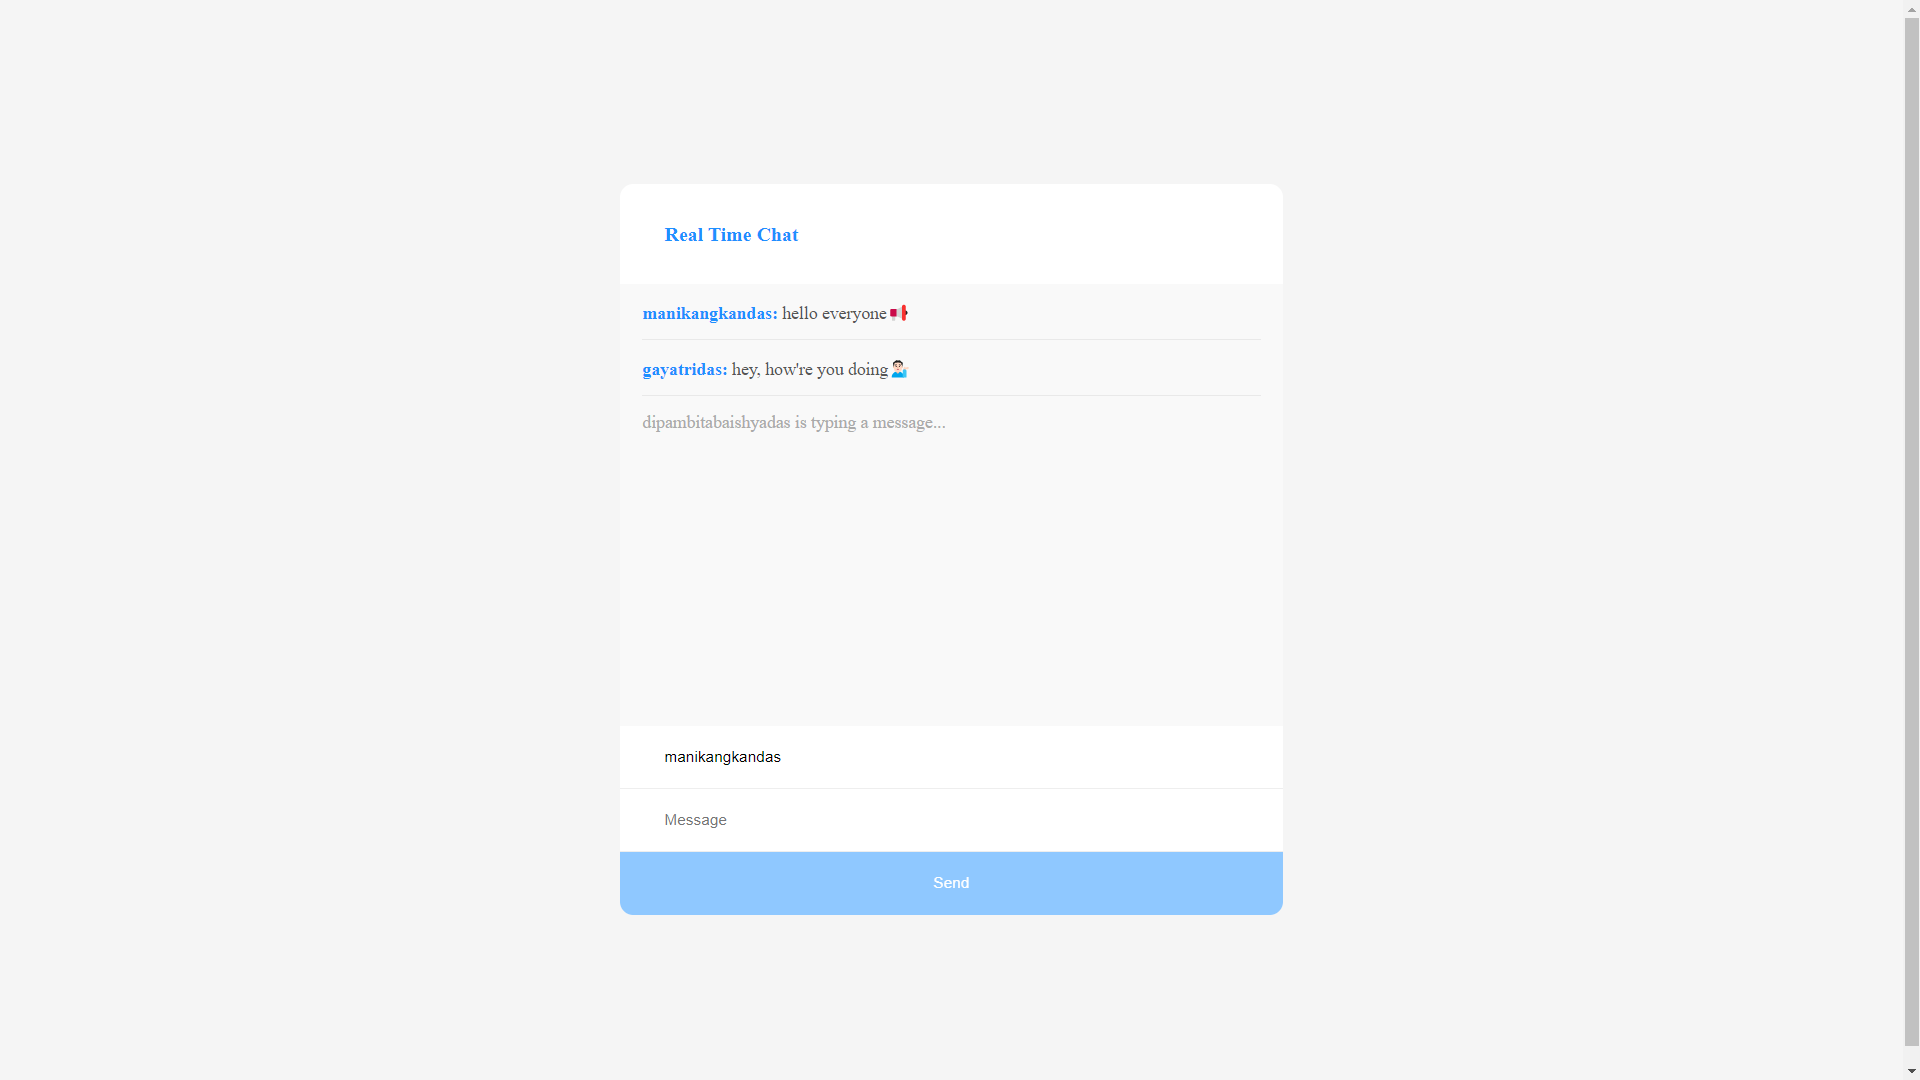 Real Time Chat
manikangkandas: hello everyone📢
gayatridas: hey, how're you doing💁🏻‍♂️
dipambitabaishyadas is typing a message...
manikangkandas
Message
Send